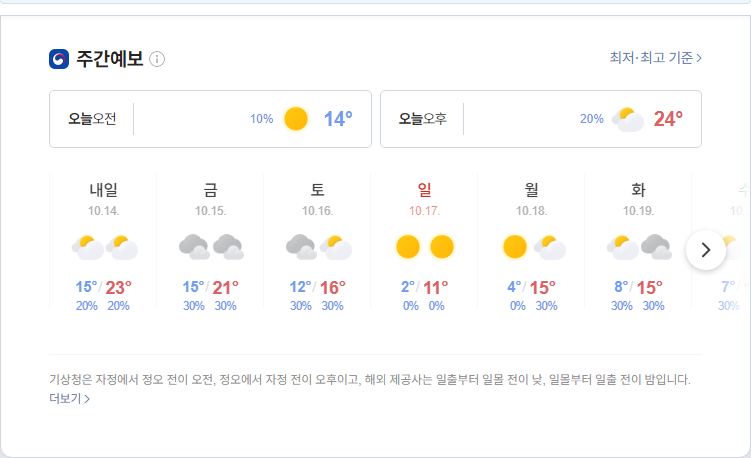 주간예보
최저·최고 기준 >
오늘오전 10% 14°
오늘오후 20% 24°
내일 금 토 일 월 화 수
10.14. 10.15. 10.16. 10.17. 10.18. 10.19. 10.
15°/23° 15°/21° 12°/16° 2°/11° 4°/15° 8°/15° 7°/
20% 20% 30% 30% 30% 30% 0% 0% 0% 30% 30% 30% 30%
기상청은 자정에서 정오 전이 오전, 정오에서 자정 전이 오후이고, 해외 제공사는 일출부터 일몰 전이 낮, 일몰부터 일출 전이 밤입니다.
더보기 >